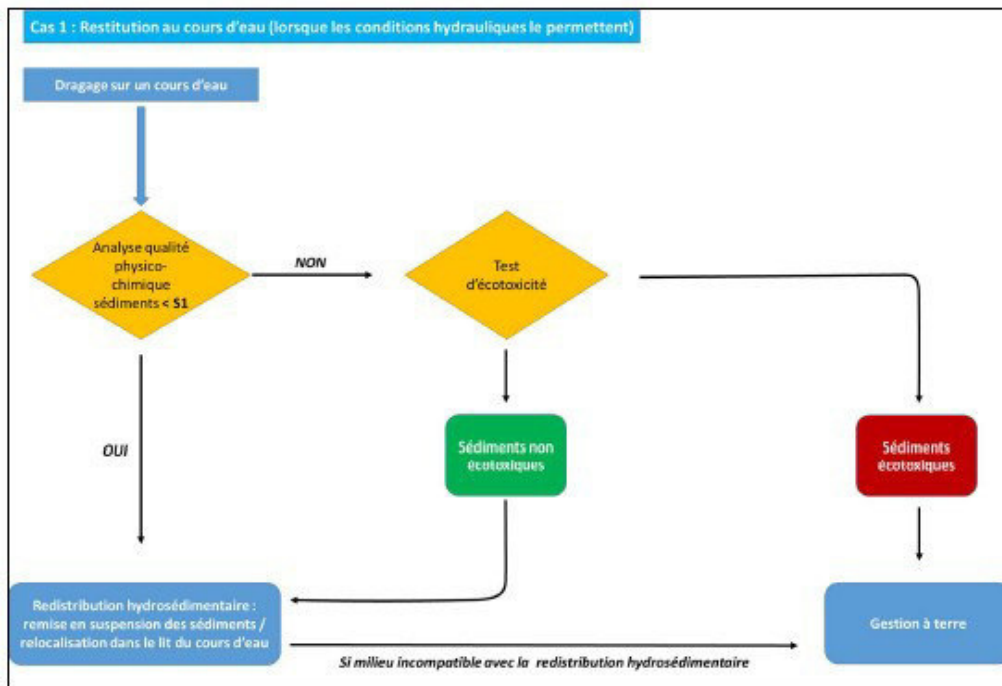 Cas 1 : Restitution au cours d'eau (lorsque les conditions hydrauliques le permettent)
Dragage sur un cours d'eau
Analyse qualité
physico-
chimique
sédiments < S1
NON
Test
d'écotoxicité
OUI
Sédiments non
écotoxiques
Sédiments
écotoxiques
Redistribution hydrosédimentaire :
remise en suspension des sédiments /
relocalisation dans le lit du cours d'eau
Gestion à terre
Si milieu incompatible avec la redistribution hydrosédimentaire